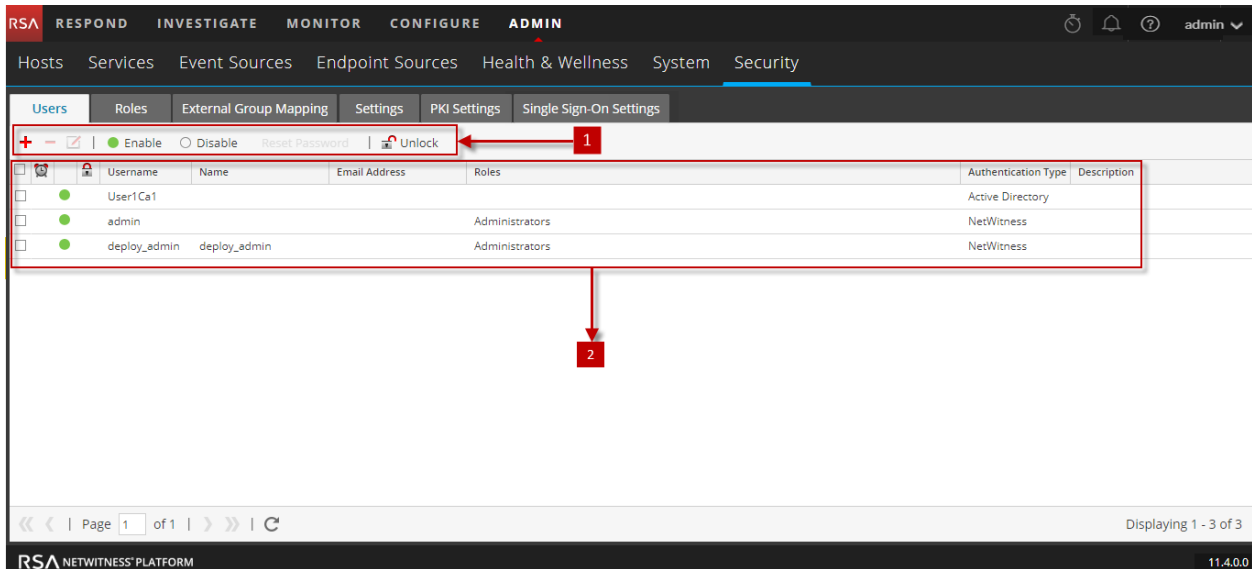 RSA RESPOND INVESTIGATE MONITOR CONFIGURE ADMIN admin
Hosts Services Event Sources Endpoint Sources Health & Wellness System Security
Users Roles External Group Mapping Settings PKI Settings Single Sign-On Settings
Enable Disable Reset Password Unlock 1
Username Name Email Address Roles Authentication Type Description
User1Ca1 Active Directory
admin Administrators NetWitness
deploy_admin deploy_admin Administrators NetWitness
2
Page 1 of 1 Displaying 1 - 3 of 3
RSA NETWITNESS® PLATFORM 11.4.0.0